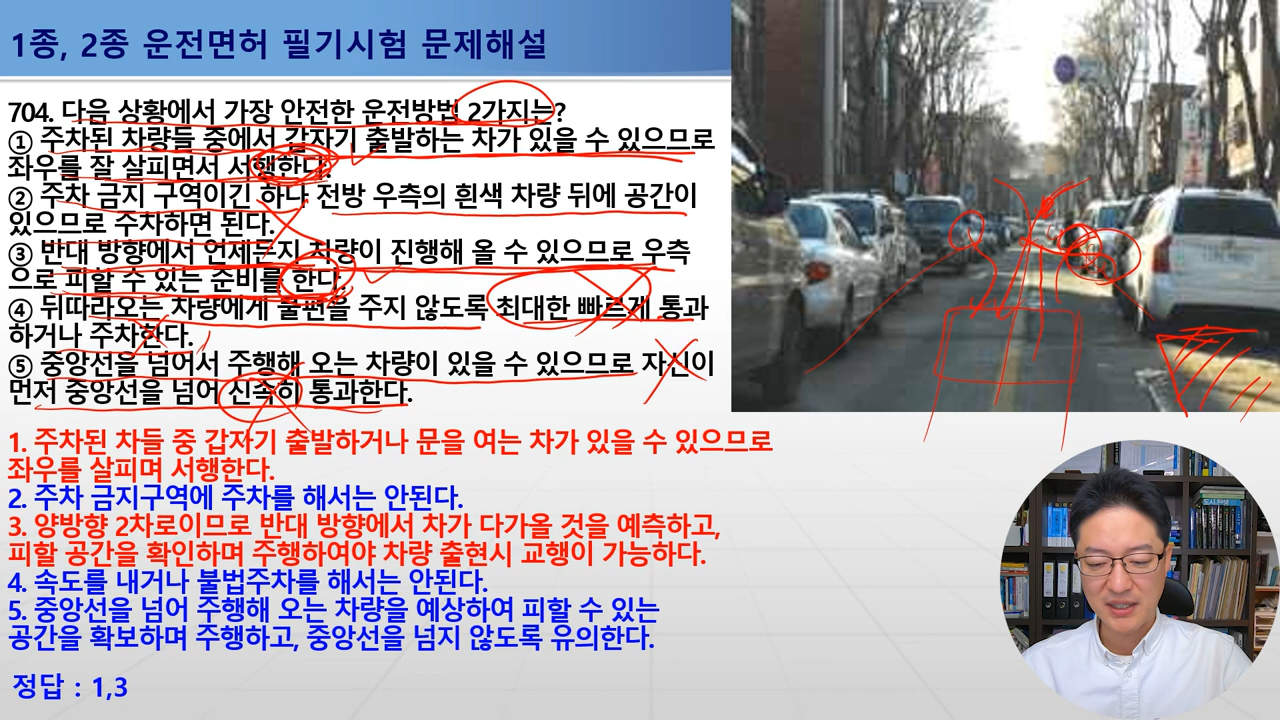 1종, 2종 운전면허 필기시험 문제해설
704. 다음 상황에서 가장 안전한 운전방법 2가지는?
① 주차된 차량들 중에서 갑자기 출발하는 차가 있을 수 있으므로
좌우를 잘 살피면서 서행한다.
② 주차 금지 구역이긴 하나 전방 우측의 흰색 차량 뒤에 공간이
있으므로 주차하면 된다.
③ 반대 방향에서 언제든지 차량이 진행해 올 수 있으므로 우측
으로 피할 수 있는 준비를 한다.
④ 뒤따라오는 차량에게 불편을 주지 않도록 최대한 빠르게 통과
하거나 주차한다.
⑤ 중앙선을 넘어서 주행해 오는 차량이 있을 수 있으므로 자신이
먼저 중앙선을 넘어 신속히 통과한다.
1. 주차된 차들 중 갑자기 출발하거나 문을 여는 차가 있을 수 있으므로
좌우를 살피며 서행한다.
2. 주차 금지구역에 주차를 해서는 안된다.
3. 양방향 2차로이므로 반대 방향에서 차가 다가올 것을 예측하고,
피할 공간을 확인하며 주행하여야 차량 출현시 교행이 가능하다.
4. 속도를 내거나 불법주차를 해서는 안된다.
5. 중앙선을 넘어 주행해 오는 차량을 예상하여 피할 수 있는
공간을 확보하며 주행하고, 중앙선을 넘지 않도록 유의한다.
정답 : 1,3